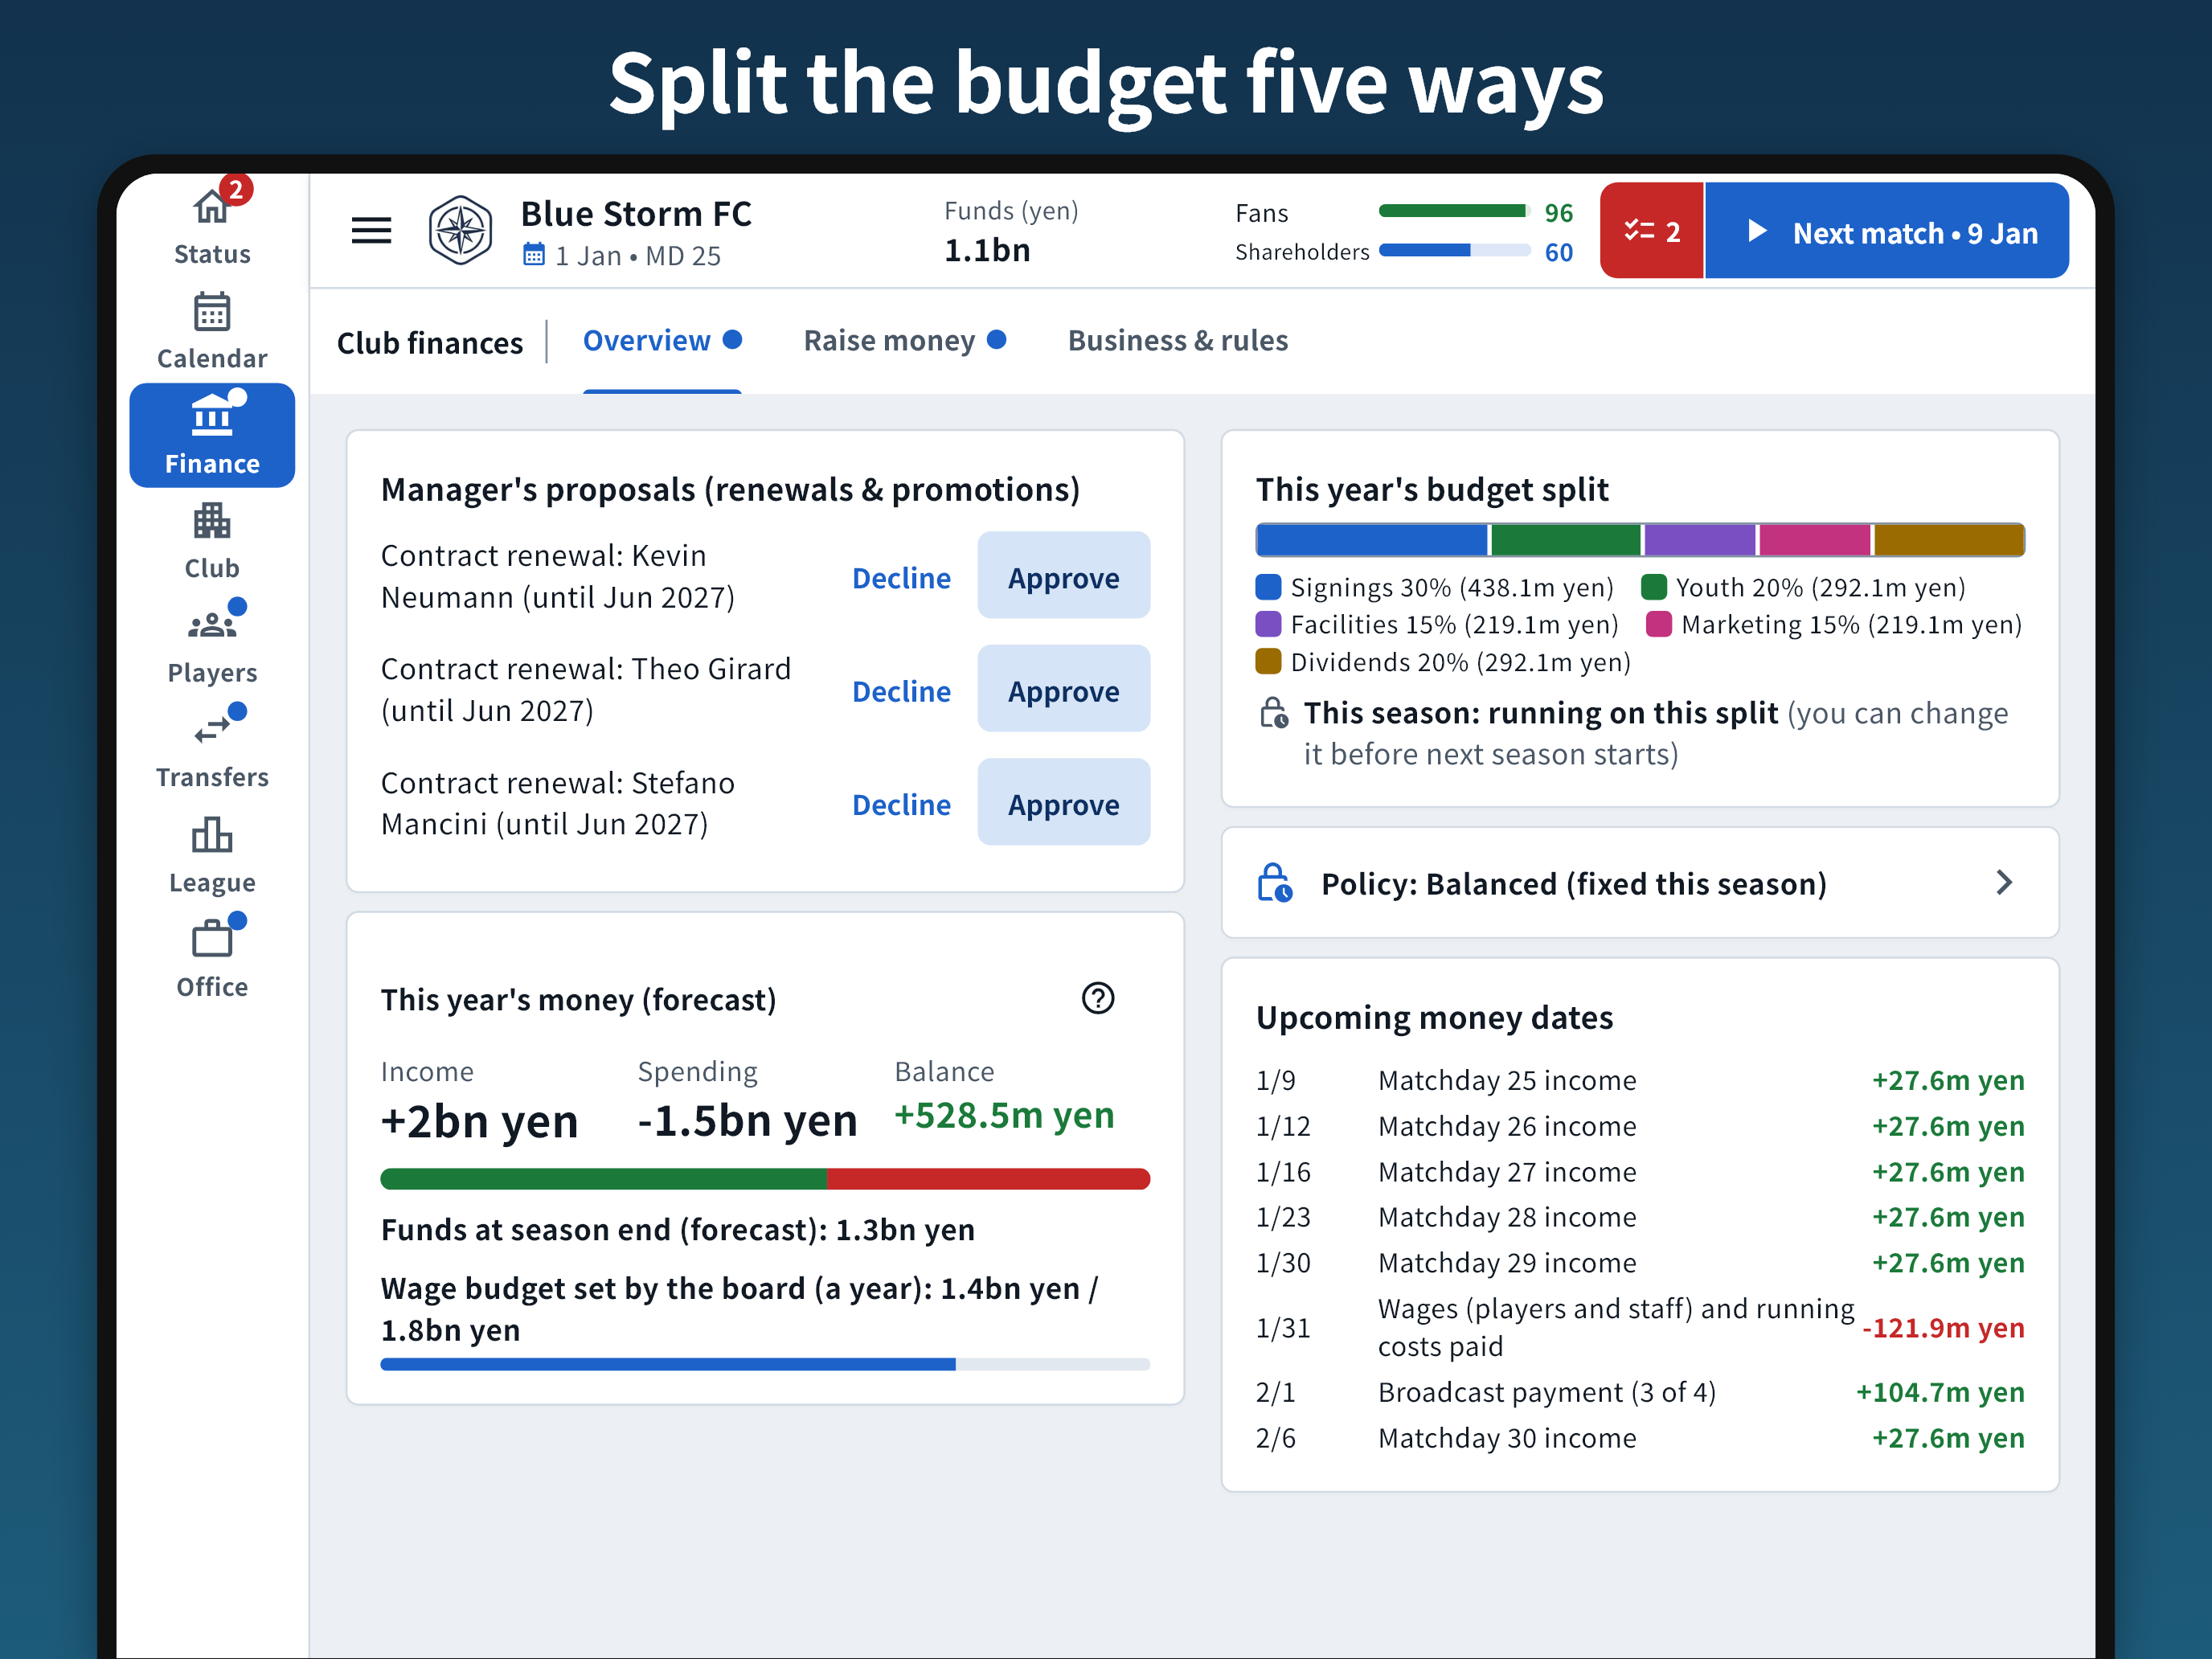 Split the budget five ways
2
Status
Calendar
Finance
Club
Players
Transfers
League
Office
Blue Storm FC
1 Jan • MD 25
Funds (yen)
1.1bn
Fans 96
Shareholders 60
2
Next match • 9 Jan
Club finances
Overview
Raise money
Business & rules
Manager's proposals (renewals & promotions)
Contract renewal: Kevin
Neumann (until Jun 2027)
Decline
Approve
Contract renewal: Theo Girard
(until Jun 2027)
Decline
Approve
Contract renewal: Stefano
Mancini (until Jun 2027)
Decline
Approve
This year's money (forecast)
?
Income
+2bn yen
Spending
-1.5bn yen
Balance
+528.5m yen
Funds at season end (forecast): 1.3bn yen
Wage budget set by the board (a year): 1.4bn yen /
1.8bn yen
This year's budget split
Signings 30% (438.1m yen) Youth 20% (292.1m yen)
Facilities 15% (219.1m yen) Marketing 15% (219.1m yen)
Dividends 20% (292.1m yen)
This season: running on this split (you can change
it before next season starts)
Policy: Balanced (fixed this season)
Upcoming money dates
1/9 Matchday 25 income +27.6m yen
1/12 Matchday 26 income +27.6m yen
1/16 Matchday 27 income +27.6m yen
1/23 Matchday 28 income +27.6m yen
1/30 Matchday 29 income +27.6m yen
1/31 Wages (players and staff) and running
costs paid -121.9m yen
2/1 Broadcast payment (3 of 4) +104.7m yen
2/6 Matchday 30 income +27.6m yen